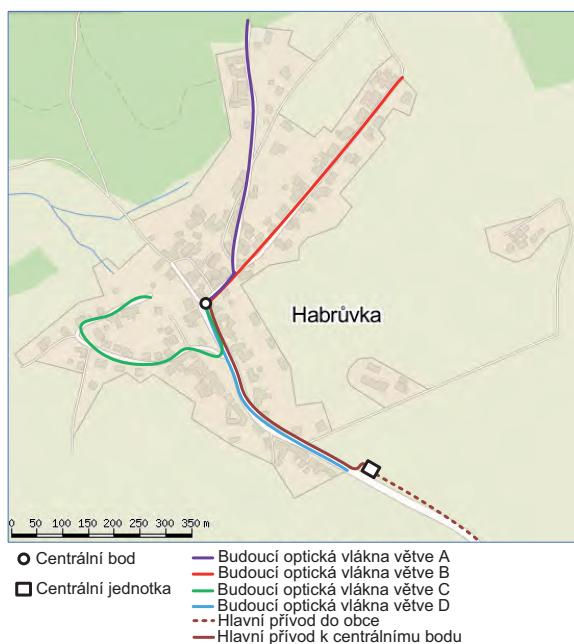 Habrůvka
0 50 100 150 200 250 300 350 m
Centrální bod
Centrální jednotka
Budoucí optická vlákna větve A
Budoucí optická vlákna větve B
Budoucí optická vlákna větve C
Budoucí optická vlákna větve D
Hlavní přívod do obce
Hlavní přívod k centrálnímu bodu